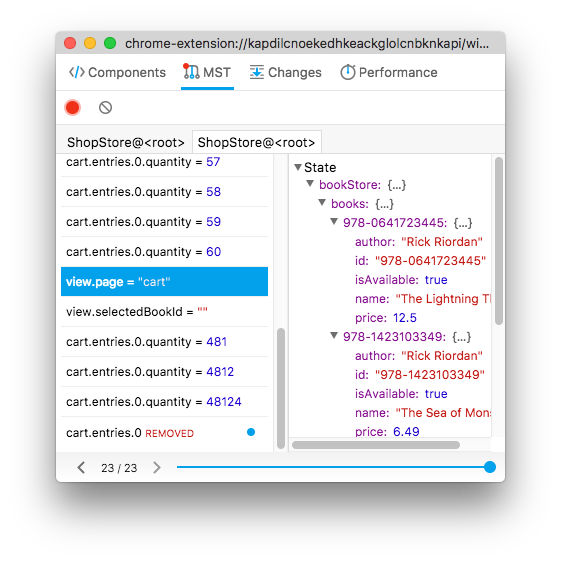 chrome-extension://kapdilcnoekedhkeackglolcnbknkapi/wi...
Components MST Changes Performance
ShopStore@<root> ShopStore@<root>
cart.entries.0.quantity = 57
cart.entries.0.quantity = 58
cart.entries.0.quantity = 59
cart.entries.0.quantity = 60
view.page = "cart"
view.selectedBookId = ""
cart.entries.0.quantity = 481
cart.entries.0.quantity = 4812
cart.entries.0.quantity = 48124
cart.entries.0 REMOVED
State
bookStore: {...}
books: {...}
978-0641723445: {...}
author: "Rick Riordan"
id: "978-0641723445"
isAvailable: true
name: "The Lightning
price: 12.5
978-1423103349: {...}
author: "Rick Riordan"
id: "978-1423103349"
isAvailable: true
name: "The Sea of
price: 6.49
23 / 23